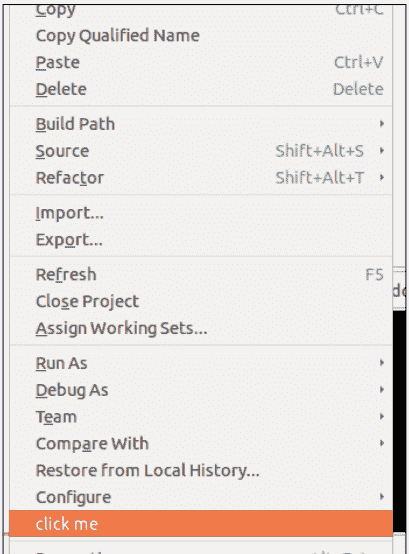 Copy Ctrl+C
Copy Qualified Name
Paste Ctrl+V
Delete Delete
Build Path
Source Shift+Alt+S
Refactor Shift+Alt+T
Import...
Export...
Refresh F5
Close Project
Assign Working Sets...
Run As
Debug As
Team
Compare With
Restore from Local History...
Configure
click me